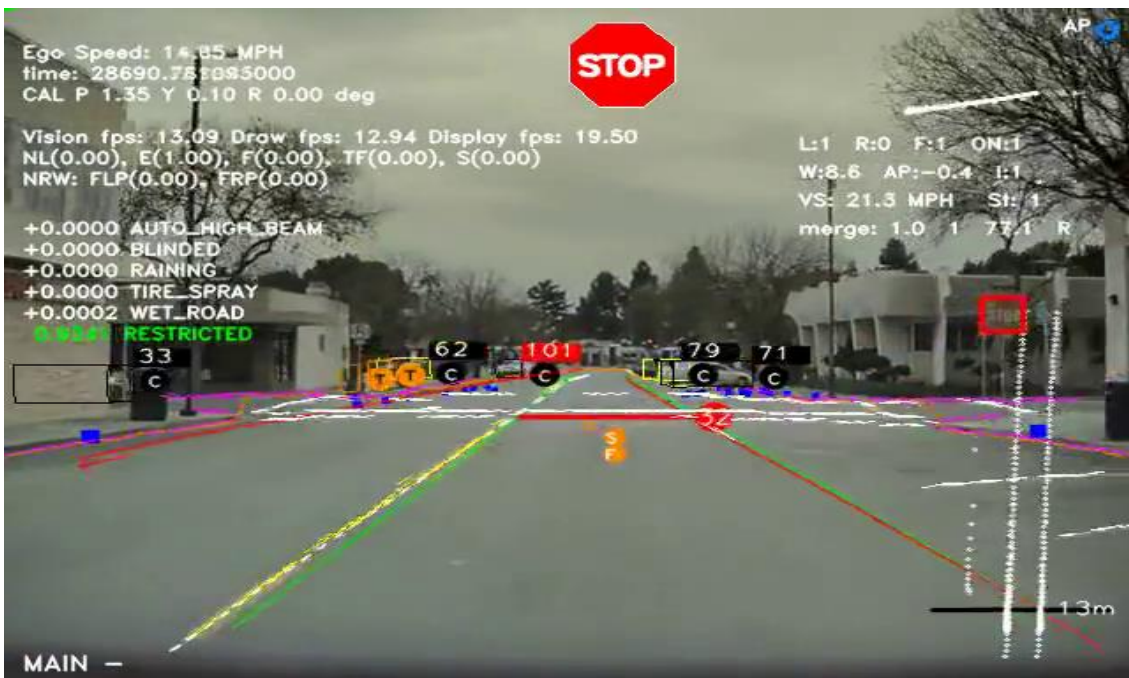 STOP
AP
Ego Speed: 14.85 MPH
time: 28690.
CAL P 1.35 Y 0.10 R 0.00 deg
Vision fps: 13.09 Draw fps: 12.94 Display fps: 19.50
NL(0.00), E(1.00), F(0.00), TF(0.00), S(0.00)
NRW: FLP(0.00), FRP(0.00)
L:1 R:0 F:1 ON:1
W:8.6 AP:-0.4 I:1
VS: 21.3 MPH St: 1
merge: 1.0 1 77.1 R
+0.0000 AUTO_HIGH_BEAM
+0.0000 BLINDED
+0.0000 RAINING
+0.0000 TIRE_SPRAY
+0.0002 WET_ROAD
RESTRICTED
STOP
33 62 101 79 71
C T T C C C C
32
S
F
13m
MAIN –